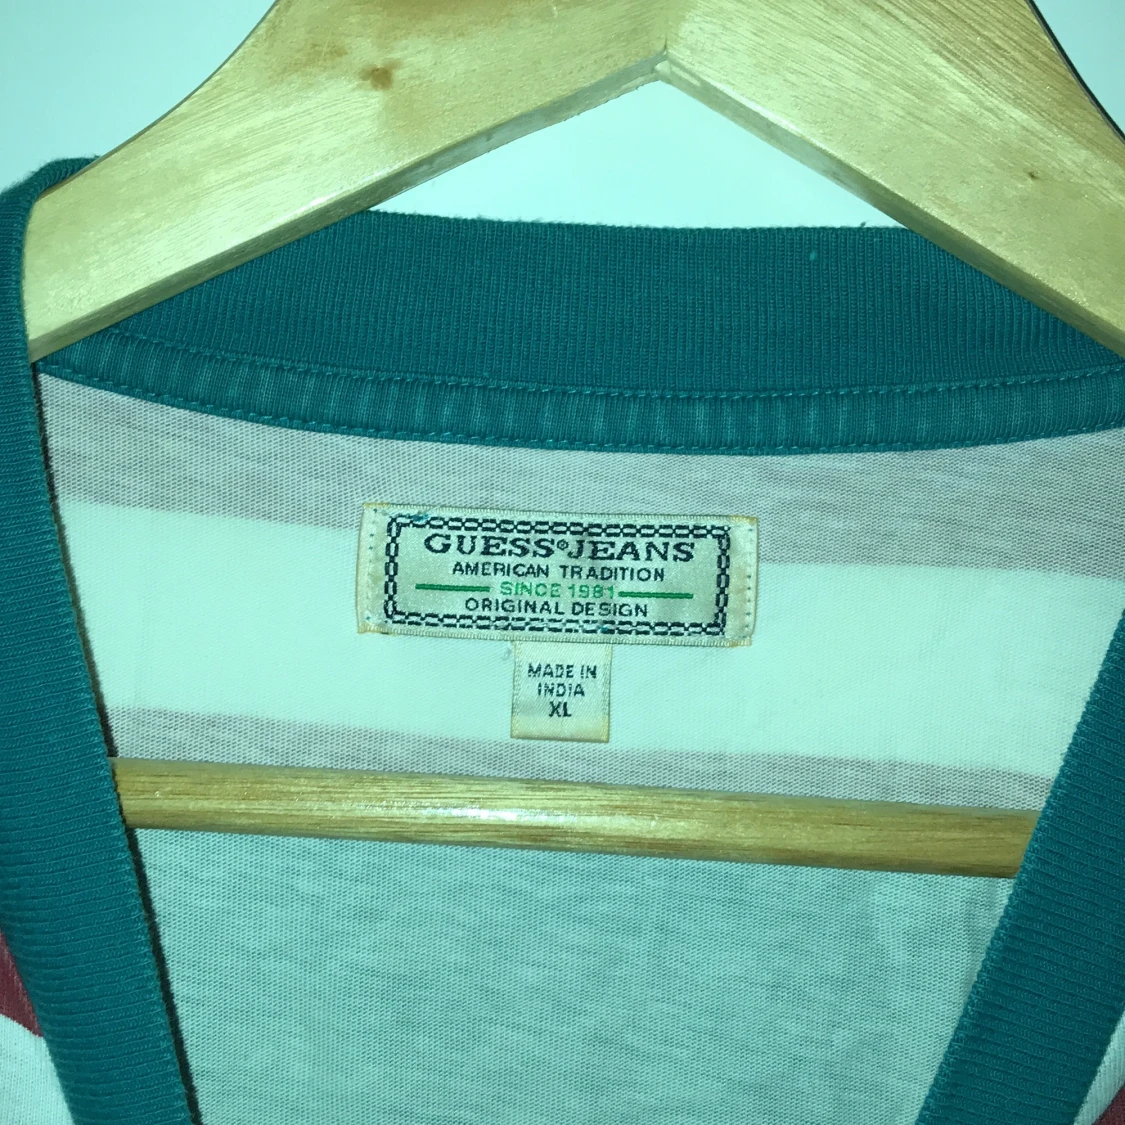 GUESS®JEANS
AMERICAN TRADITION
SINCE 1981
ORIGINAL DESIGN
MADE IN
INDIA
XL